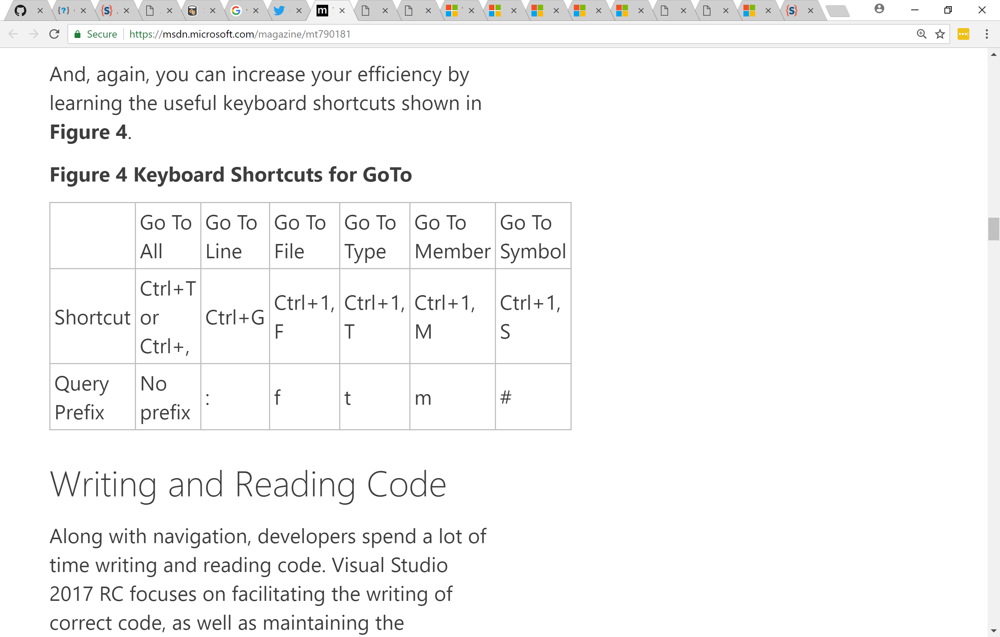 Secure
https://msdn.microsoft.com/magazine/mt790181
And, again, you can increase your efficiency by
learning the useful keyboard shortcuts shown in
Figure 4.
Figure 4 Keyboard Shortcuts for GoTo
Go To All
Go To Line
Go To File
Go To Type
Go To Member
Go To Symbol
Shortcut
Ctrl+T or Ctrl+,
Ctrl+G
Ctrl+1, F
Ctrl+1, T
Ctrl+1, M
Ctrl+1, S
Query Prefix
No prefix
:
f
t
m
#
Writing and Reading Code
Along with navigation, developers spend a lot of
time writing and reading code. Visual Studio
2017 RC focuses on facilitating the writing of
correct code, as well as maintaining the